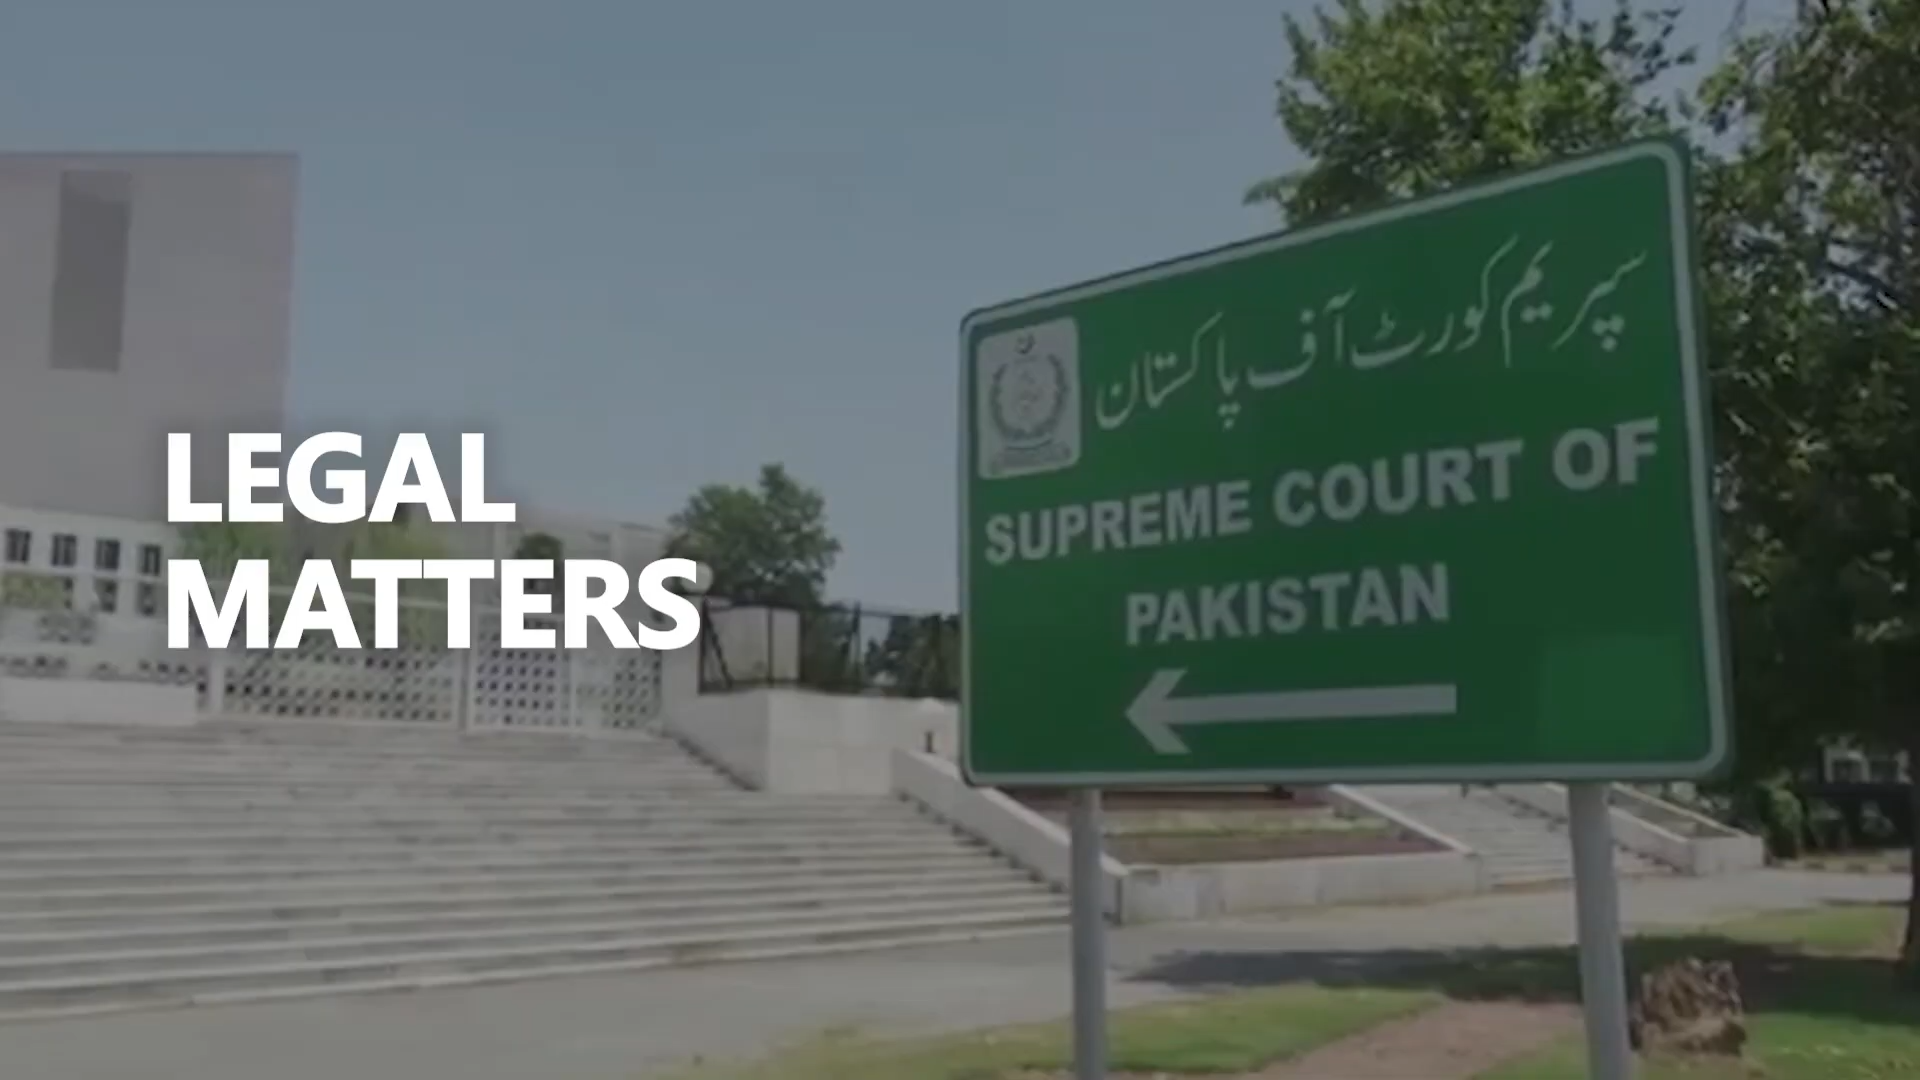 LEGAL
MATTERS
سپریم کورٹ آف پاکستان
SUPREME COURT OF
PAKISTAN